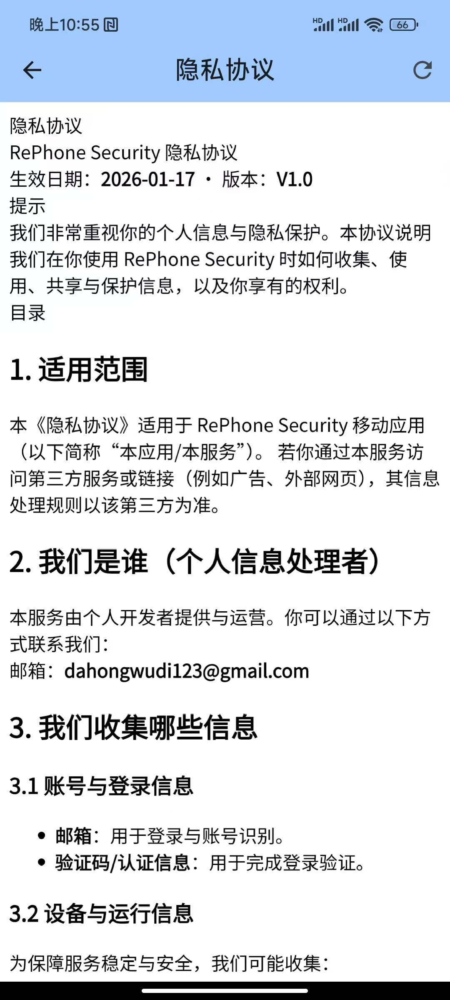 晚上10:55
HD HD 66
隐私协议
隐私协议
RePhone Security 隐私协议
生效日期：2026-01-17 · 版本：V1.0
提示
我们非常重视你的个人信息与隐私保护。本协议说明
我们在你使用 RePhone Security 时如何收集、使
用、共享与保护信息，以及你享有的权利。
目录
1. 适用范围
本《隐私协议》适用于 RePhone Security 移动应用
（以下简称“本应用/本服务”）。 若你通过本服务访
问第三方服务或链接（例如广告、外部网页），其信息
处理规则以该第三方为准。
2. 我们是谁（个人信息处理者）
本服务由个人开发者提供与运营。你可以通过以下方
式联系我们：
邮箱：dahongwudi123@gmail.com
3. 我们收集哪些信息
3.1 账号与登录信息
• 邮箱：用于登录与账号识别。
• 验证码/认证信息：用于完成登录验证。
3.2 设备与运行信息
为保障服务稳定与安全，我们可能收集：